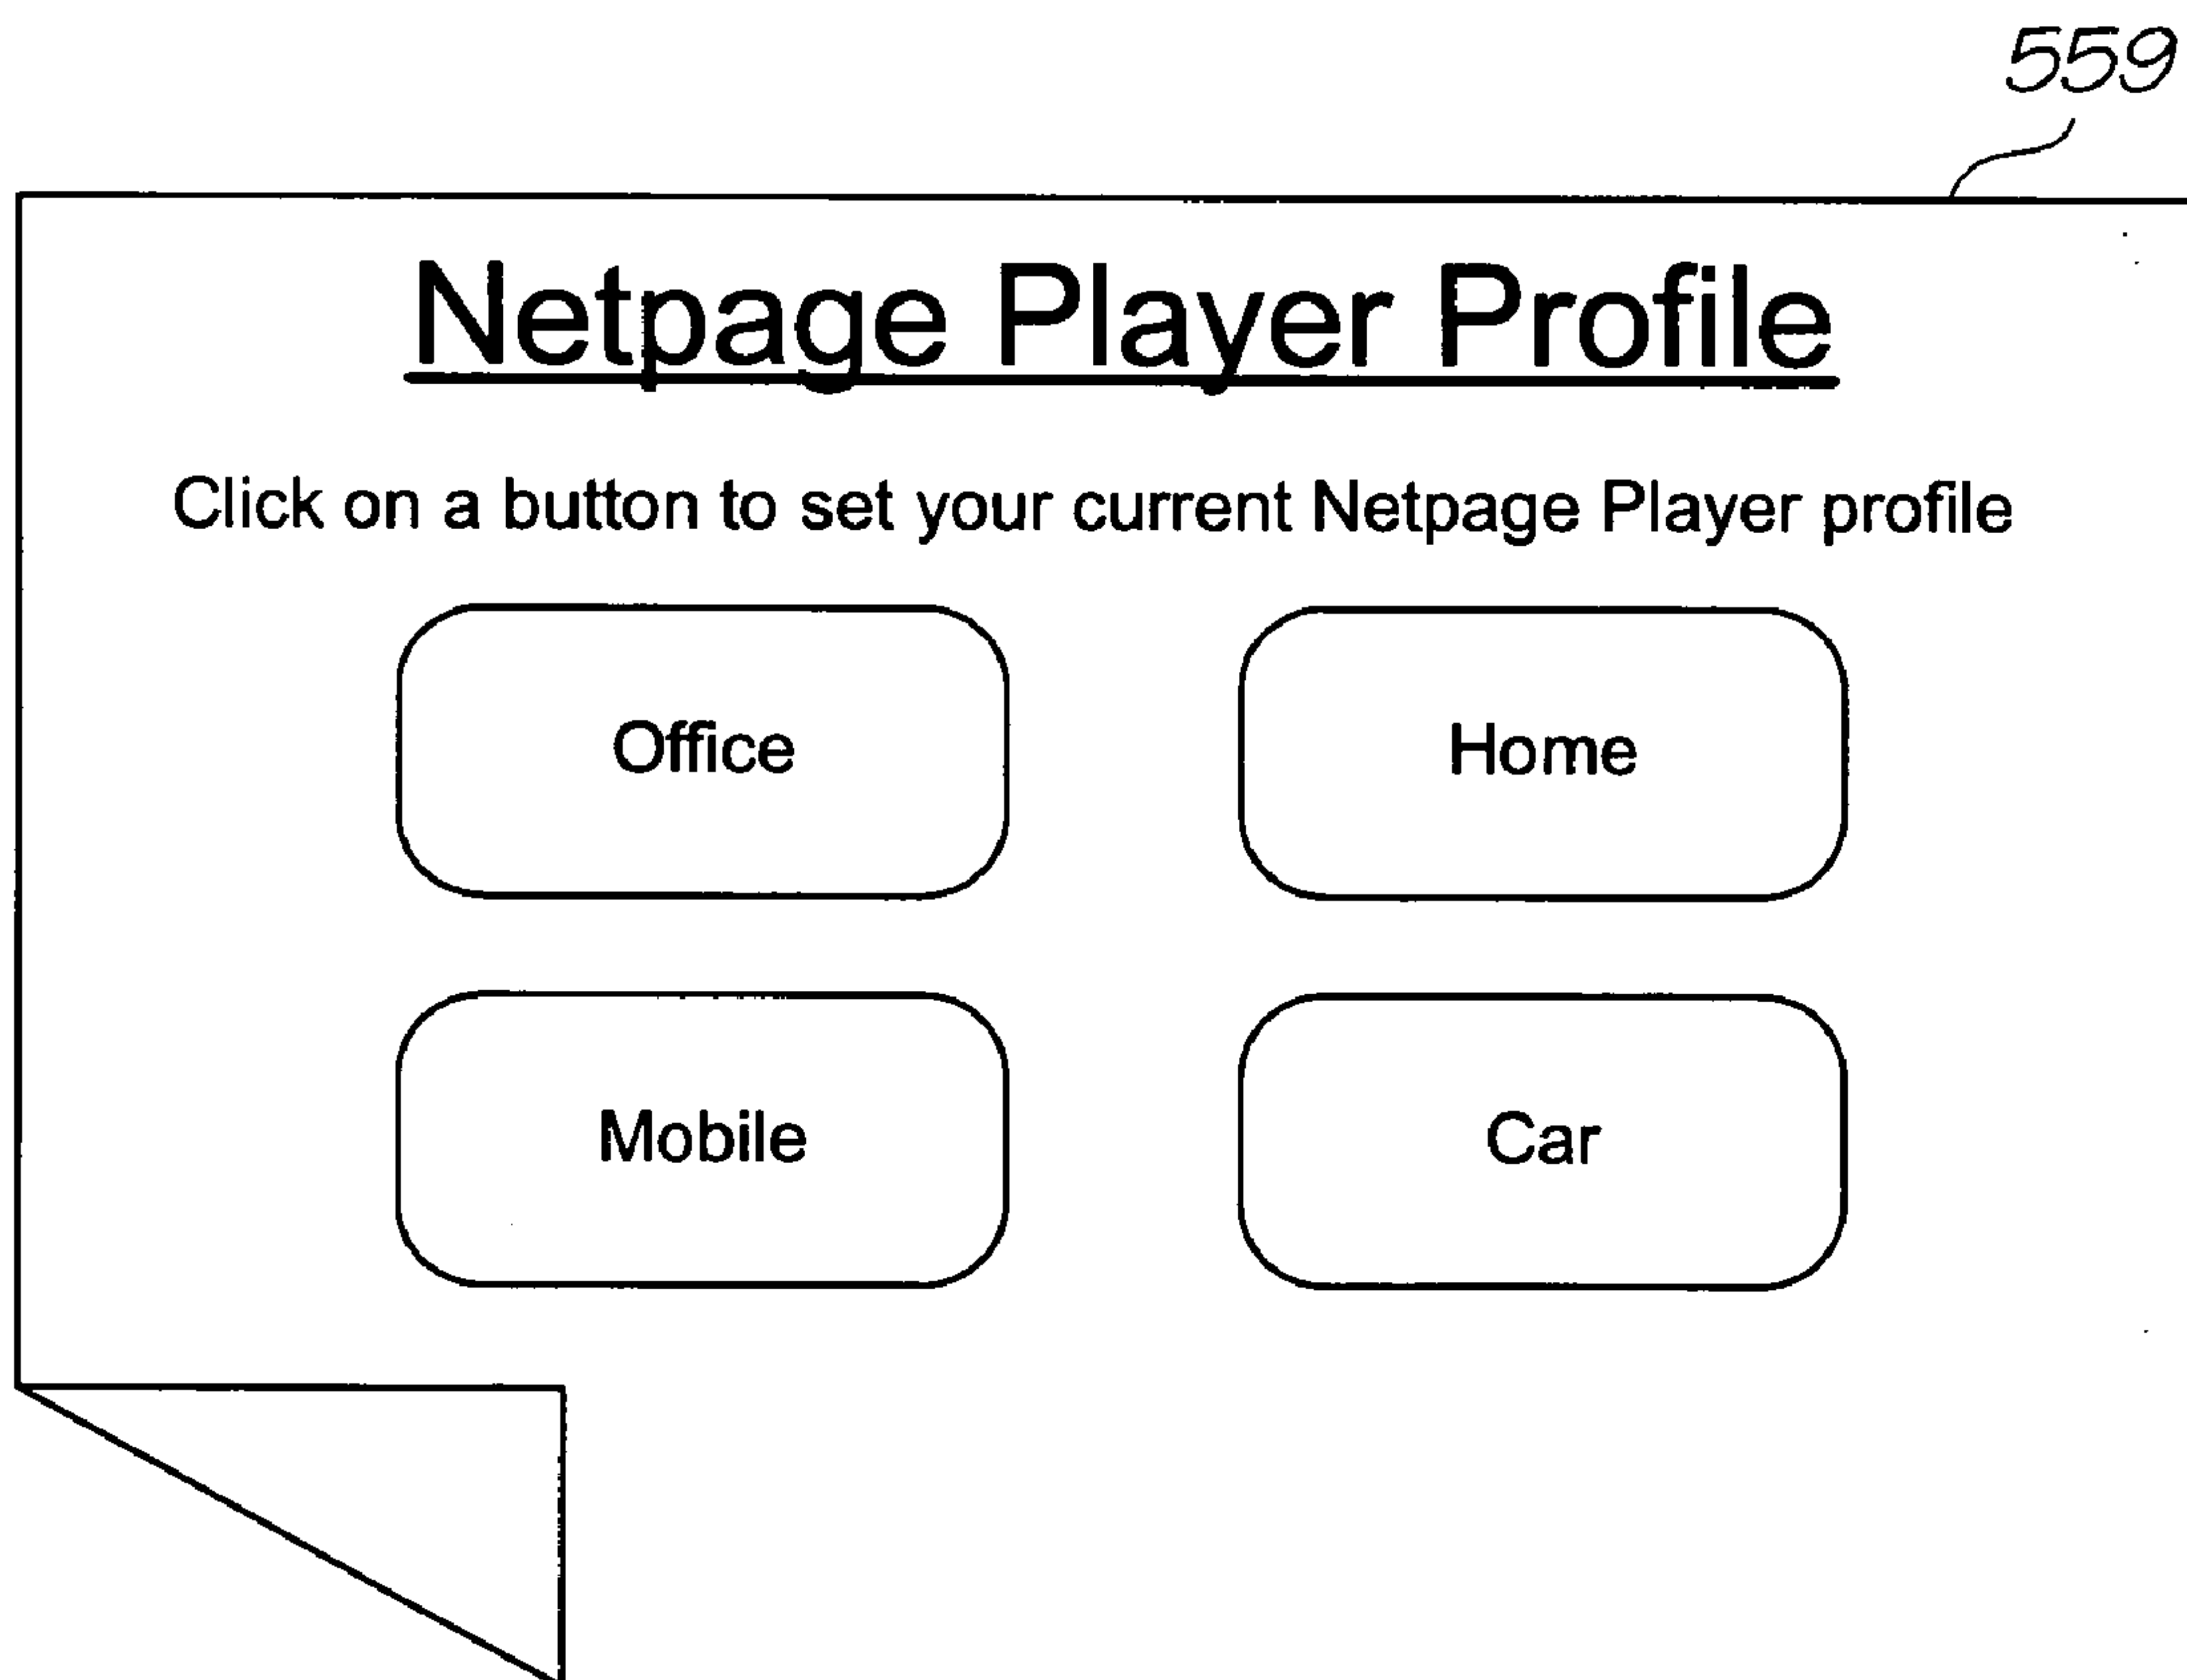 559
Netpage Player Profile
Click on a button to set your current Netpage Player profile
Office Home
Mobile Car